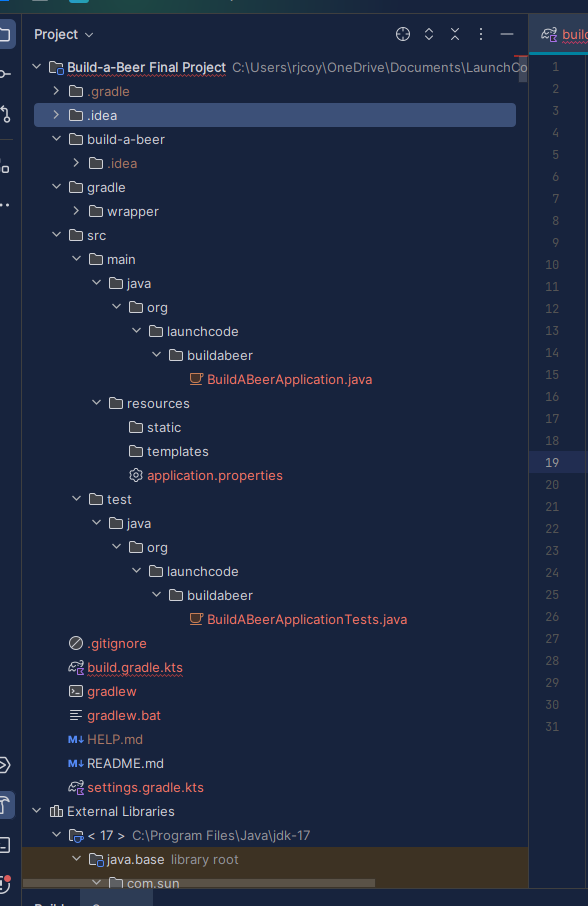 Project
build
Build-a-Beer Final Project C:\Users\rjcoy\OneDrive\Documents\LaunchCo
.gradle
.idea
build-a-beer
.idea
gradle
wrapper
src
main
java
org
launchcode
buildabeer
BuildABeerApplication.java
resources
static
templates
application.properties
test
java
org
launchcode
buildabeer
BuildABeerApplicationTests.java
.gitignore
build.gradle.kts
gradlew
gradlew.bat
M↓ HELP.md
M↓ README.md
settings.gradle.kts
External Libraries
< 17 > C:\Program Files\Java\jdk-17
java.base library root
com.sun
1
2
3
4
5
6
7
8
9
10
11
12
13
14
15
16
17
18
19
20
21
22
23
24
25
26
27
28
29
30
31